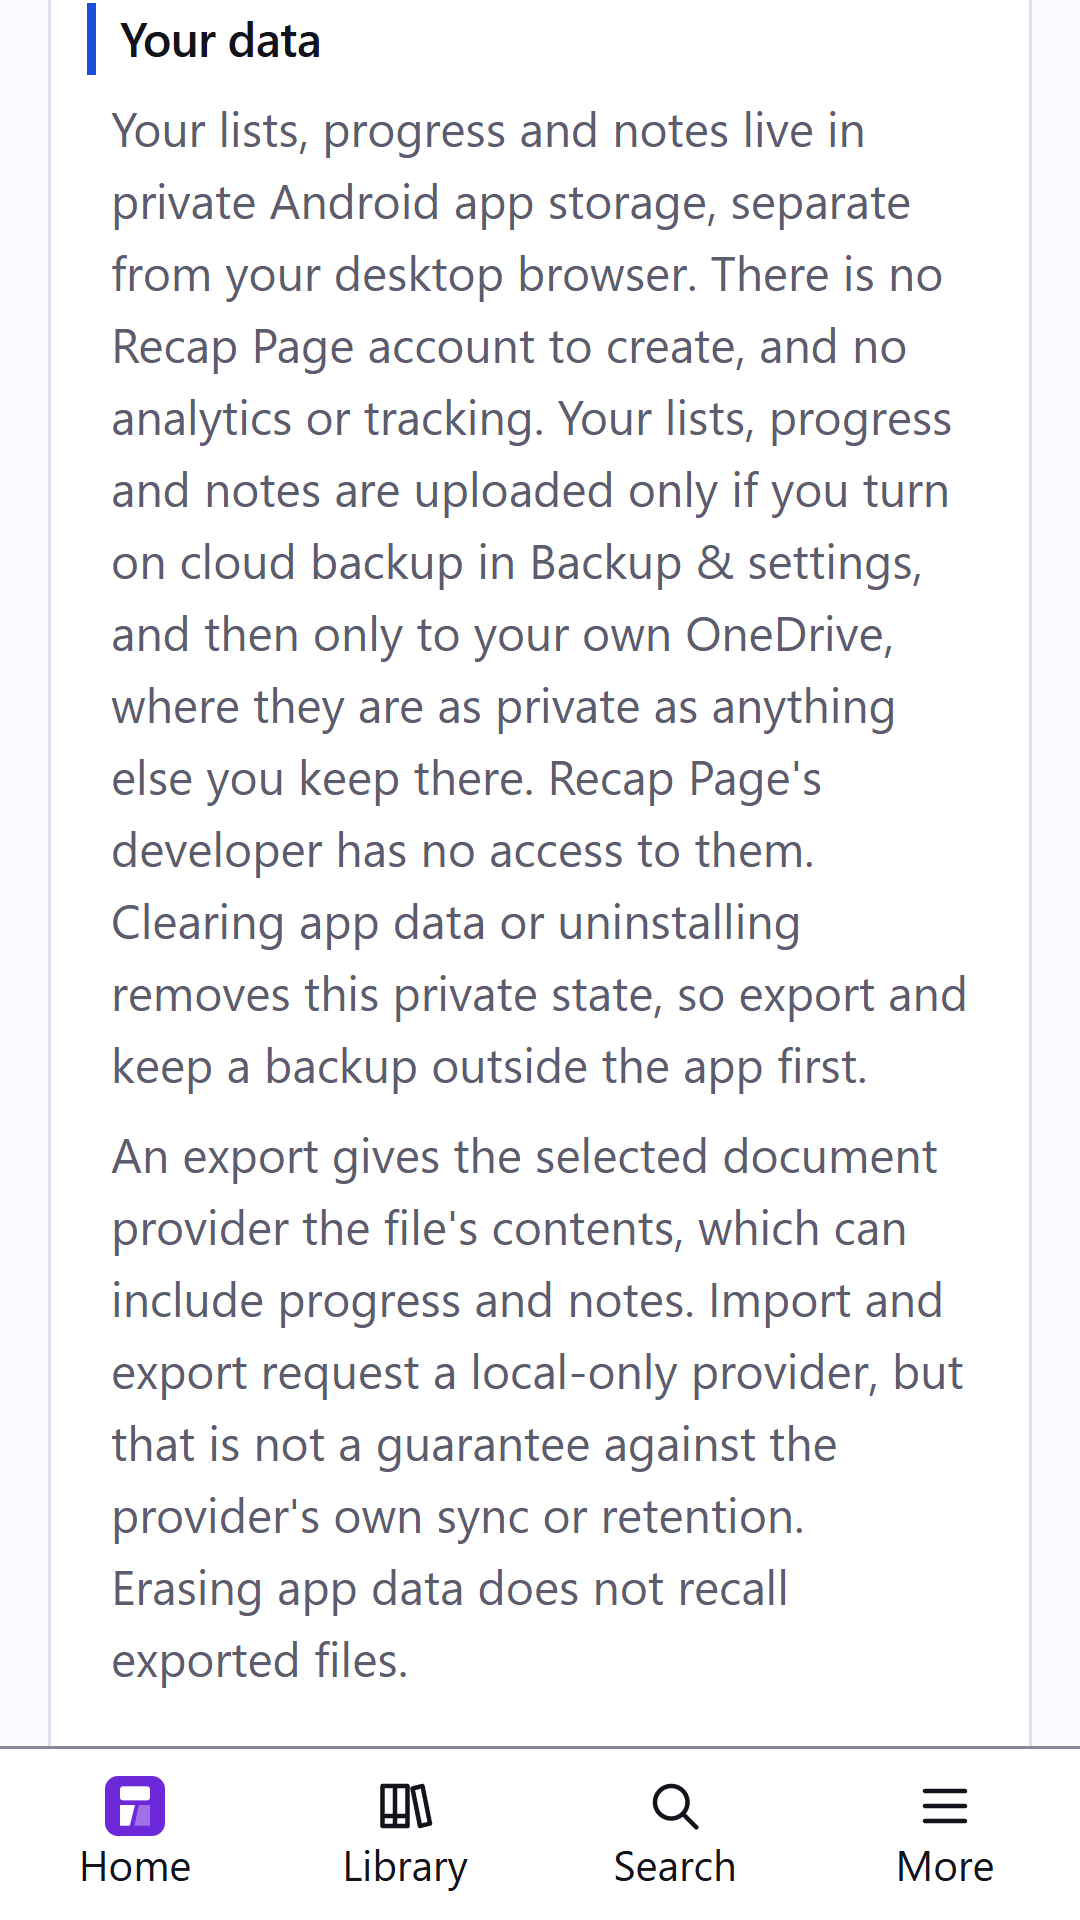 Your data
Your lists, progress and notes live in
private Android app storage, separate
from your desktop browser. There is no
Recap Page account to create, and no
analytics or tracking. Your lists, progress
and notes are uploaded only if you turn
on cloud backup in Backup & settings,
and then only to your own OneDrive,
where they are as private as anything
else you keep there. Recap Page's
developer has no access to them.
Clearing app data or uninstalling
removes this private state, so export and
keep a backup outside the app first.
An export gives the selected document
provider the file's contents, which can
include progress and notes. Import and
export request a local-only provider, but
that is not a guarantee against the
provider's own sync or retention.
Erasing app data does not recall
exported files.
Home
Library
Search
More